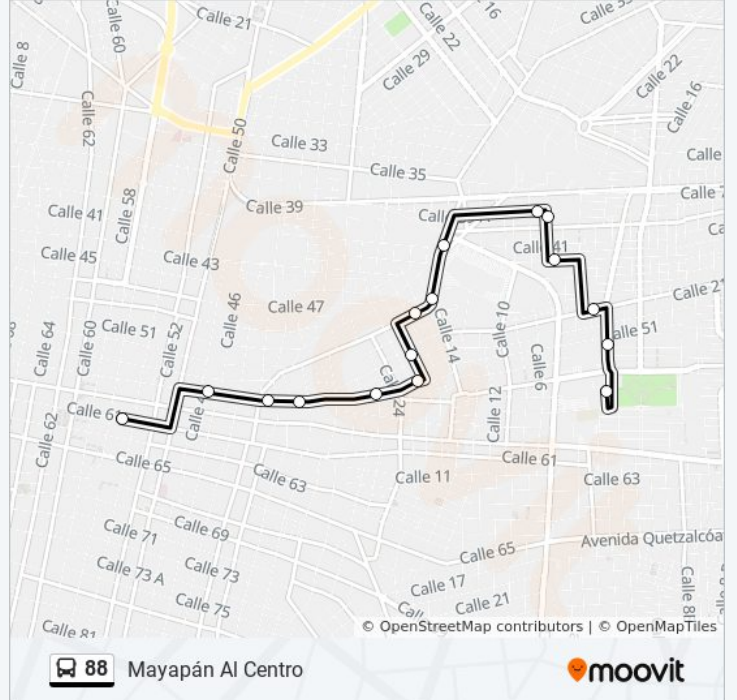 Calle 21
Calle 22
16
Calle 60
Calle 8
Calle 29
Calle 22
Calle 16
Calle 62
Calle 50
Calle 33
Calle 35
Calle
Calle
Calle 58
Calle 39
Calle 41
Calle 45
Calle 43
Calle 47
Calle 46
Calle 21
Calle 51
Calle 52
Calle 14
Calle 10
Calle 6
Calle 64
Calle 60
Calle 12
Calle 62
Calle 65
Calle 63
Calle 11
Calle 61
Calle 63
Calle 71
Calle 69
Calle 65
Avenida Quetzalcóa
Calle 73 A
Calle 73
Calle 17
Calle 21
Calle 75
Calle 81
© OpenStreetMap contributors | © OpenMapTiles
88 Mayapán Al Centro
moovit